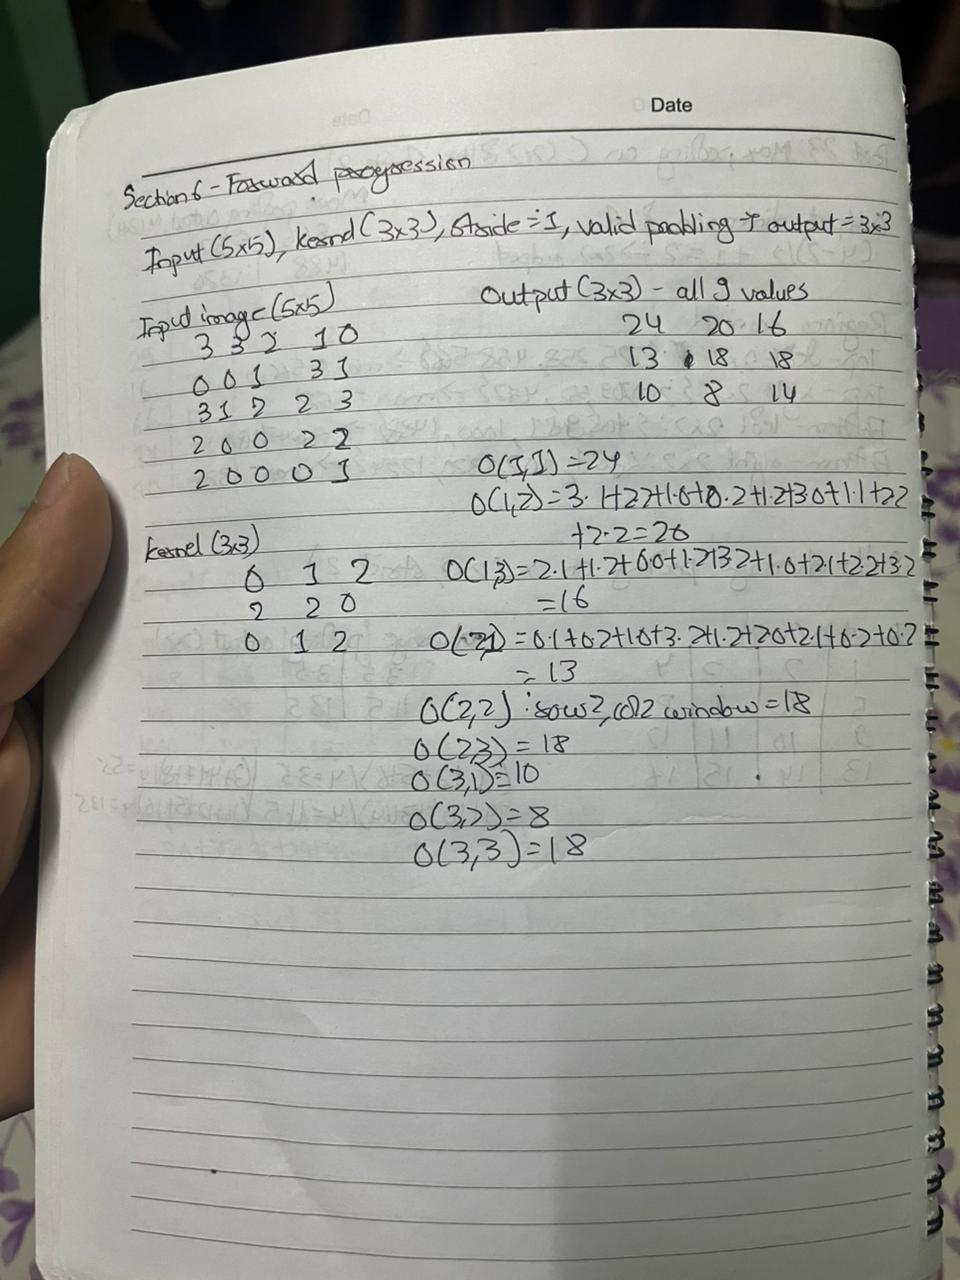 Date
Section 6 - Forward progression
Input (5x5), kernel (3x3), stride = 1, valid padding → output = 3x3
Input image (5x5)
3 3 2 1 0
0 0 1 3 1
3 1 2 2 3
2 0 0 2 2
2 0 0 0 1
kernel (3x3)
0 1 2
2 2 0
0 1 2
Output (3x3) - all 9 values
24 20 16
13 18 18
10 8 14
O(1,1) = 24
O(1,2) = 3.1+2.2+1.0+0.2+1.2+3.0+1.1+2.2
+2.2=20
O(1,3) = 2.1+1.2+0.0+1.2+3.2+1.0+2.1+2.2+3.2
=16
O(2,1) = 0.1+0.2+1.0+3.2+1.2+2.0+2.1+0.2+0.2
= 13
O(2,2) : row 2, col 2 window = 18
O(2,3) = 18
O(3,1) = 10
O(3,2) = 8
O(3,3) = 18